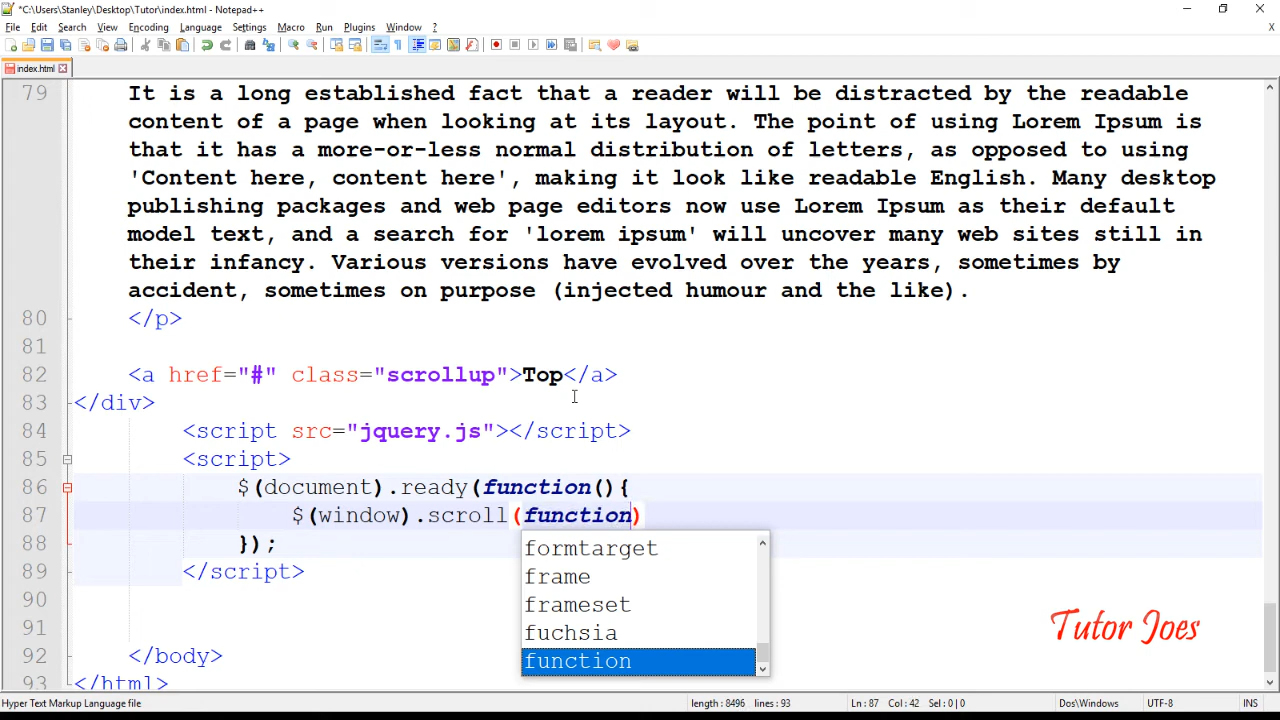 *C:\Users\Stanley\Desktop\Tutor\index.html - Notepad++
File Edit Search View Encoding Language Settings Macro Run Plugins Window ?
X
index.html
79 It is a long established fact that a reader will be distracted by the readable
content of a page when looking at its layout. The point of using Lorem Ipsum is
that it has a more-or-less normal distribution of letters, as opposed to using
'Content here, content here', making it look like readable English. Many desktop
publishing packages and web page editors now use Lorem Ipsum as their default
model text, and a search for 'lorem ipsum' will uncover many web sites still in
their infancy. Various versions have evolved over the years, sometimes by
accident, sometimes on purpose (injected humour and the like).
80 </p>
81
82 <a href="#" class="scrollup">Top</a>
83 </div>
84 <script src="jquery.js"></script>
85 <script>
86 $(document).ready(function(){
87 $(window).scroll(function)
88 });
89 </script>
90
91
92 </body>
93 </html>
formtarget
frame
frameset
fuchsia
function
Tutor Joes
Hyper Text Markup Language file length : 8496 lines : 93 Ln : 87 Col : 42 Sel : 0 | 0 Dos\Windows UTF-8 INS